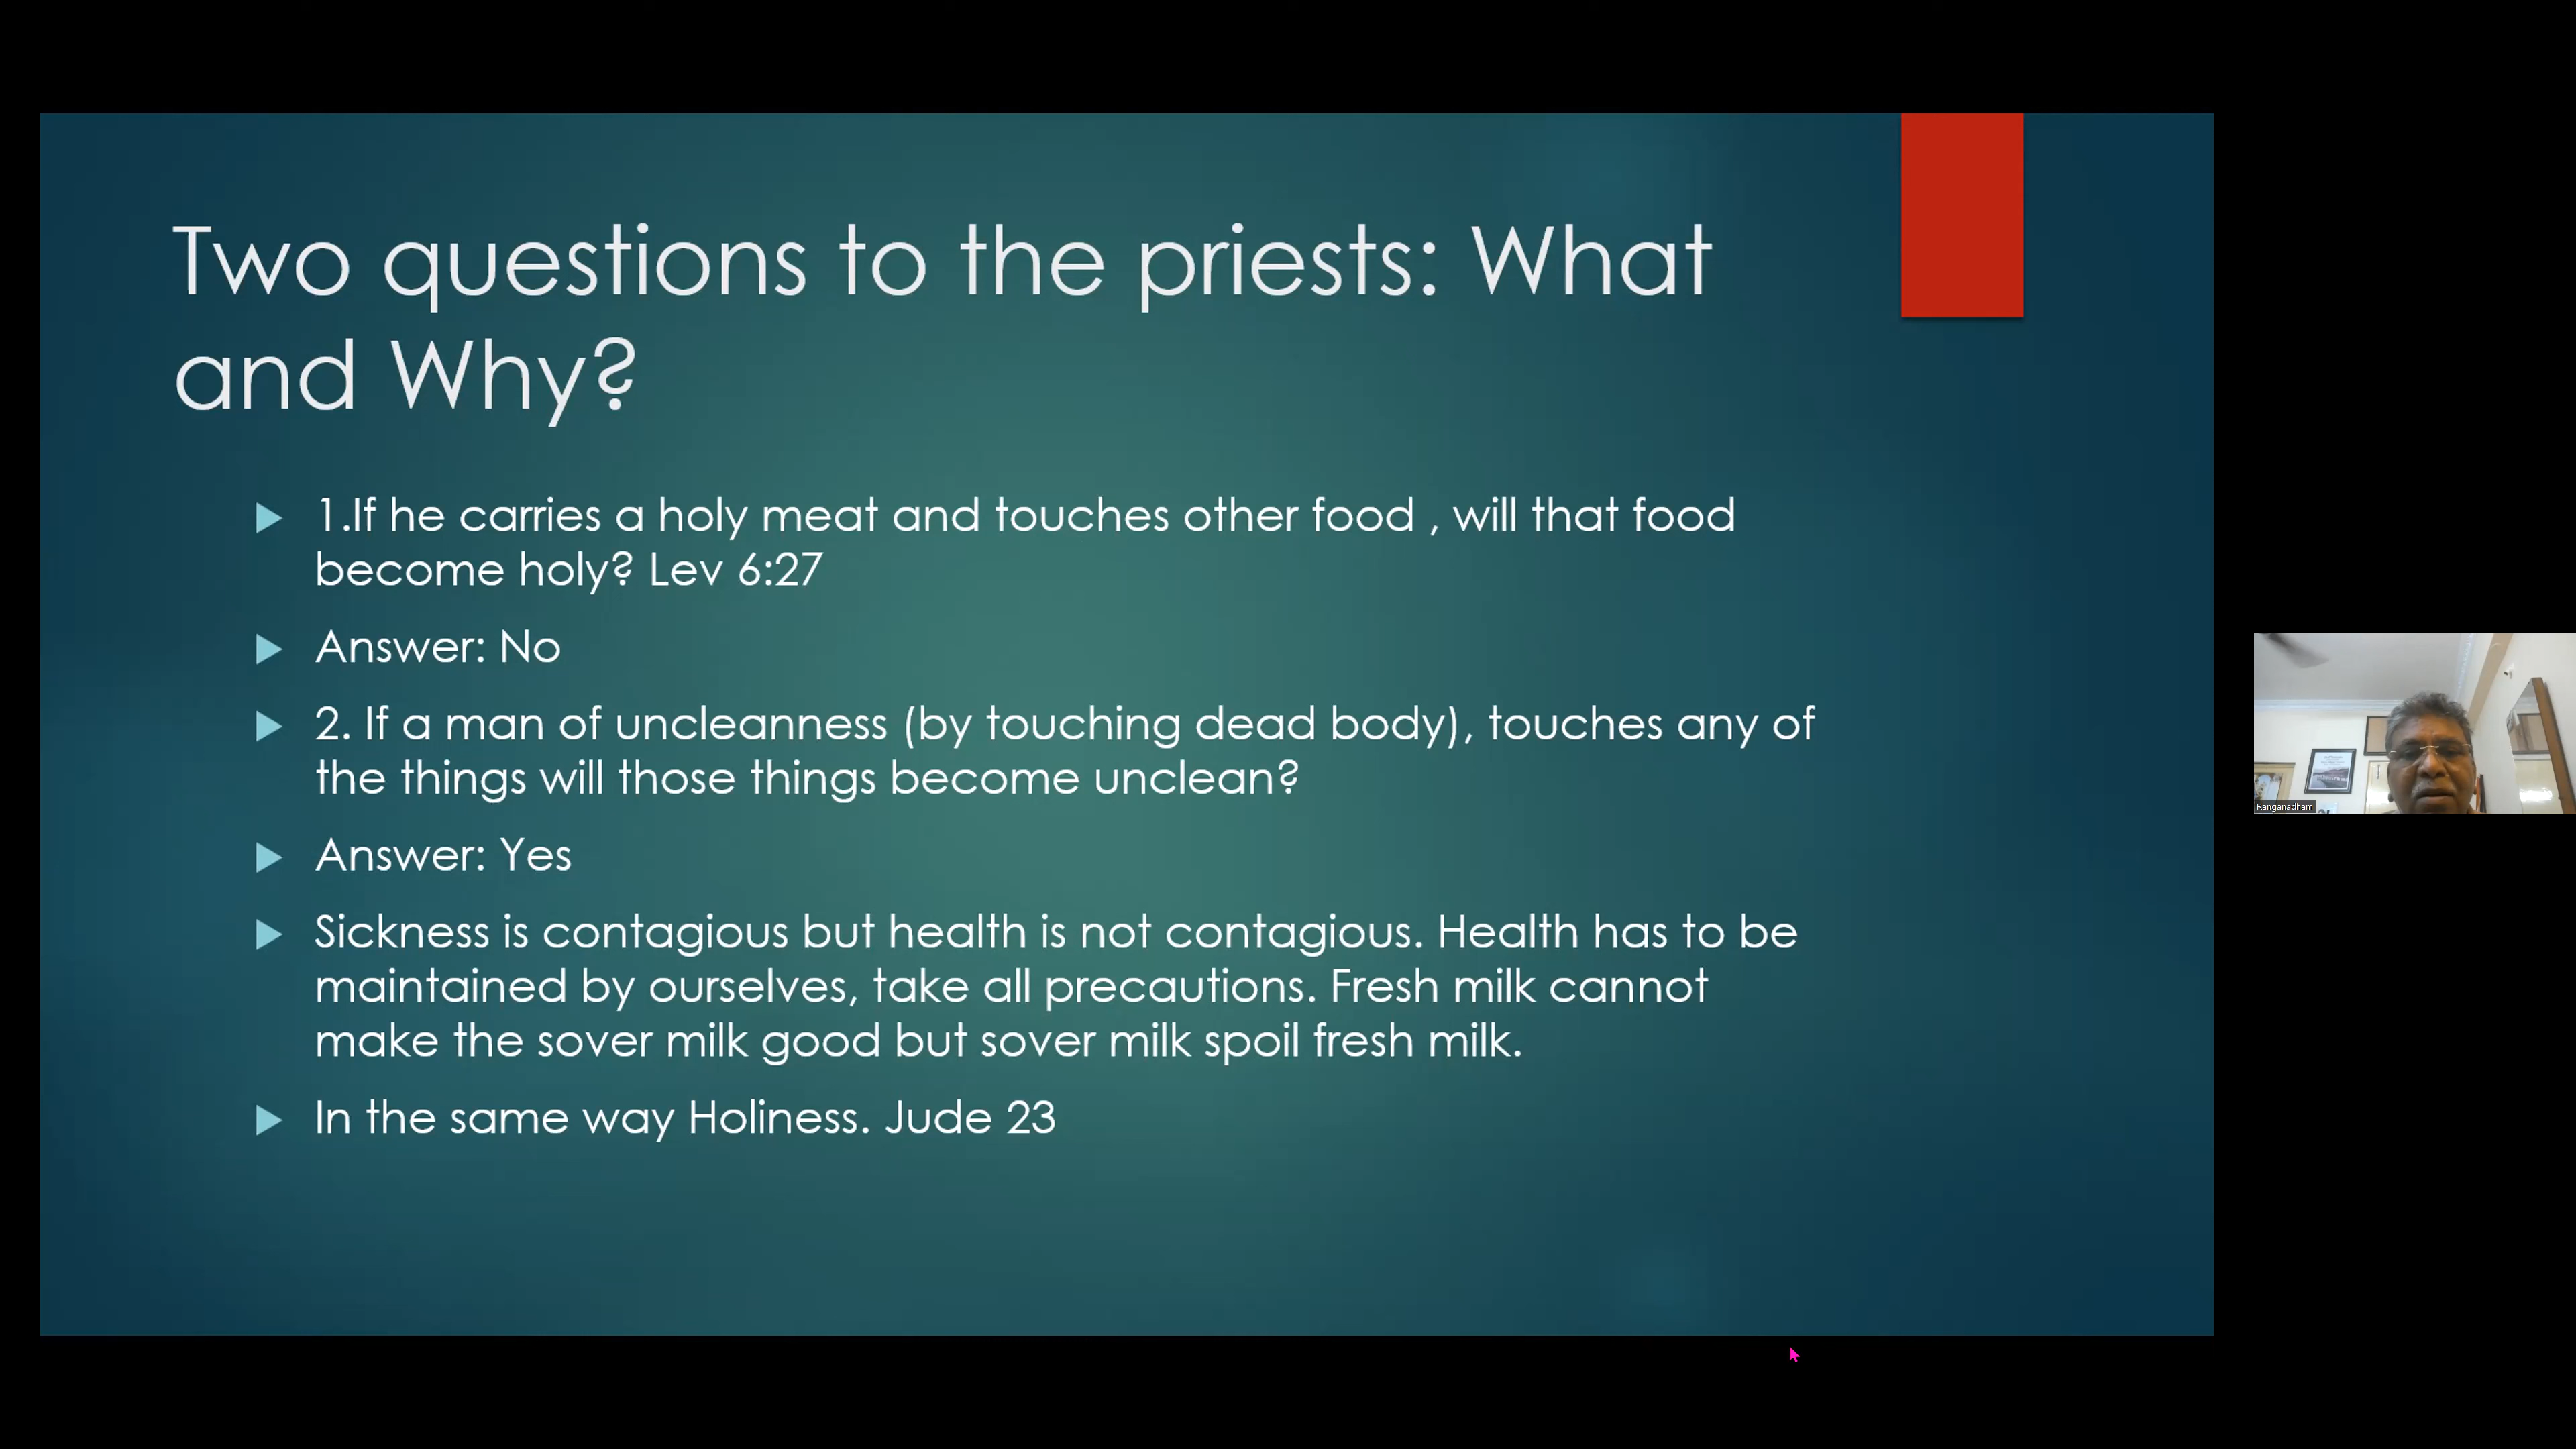 Two questions to the priests: What
and Why?
1.If he carries a holy meat and touches other food , will that food
become holy? Lev 6:27
Answer: No
2. If a man of uncleanness (by touching dead body), touches any of
the things will those things become unclean?
Answer: Yes
Sickness is contagious but health is not contagious. Health has to be
maintained by ourselves, take all precautions. Fresh milk cannot
make the sover milk good but sover milk spoil fresh milk.
In the same way Holiness. Jude 23
Ranganadham